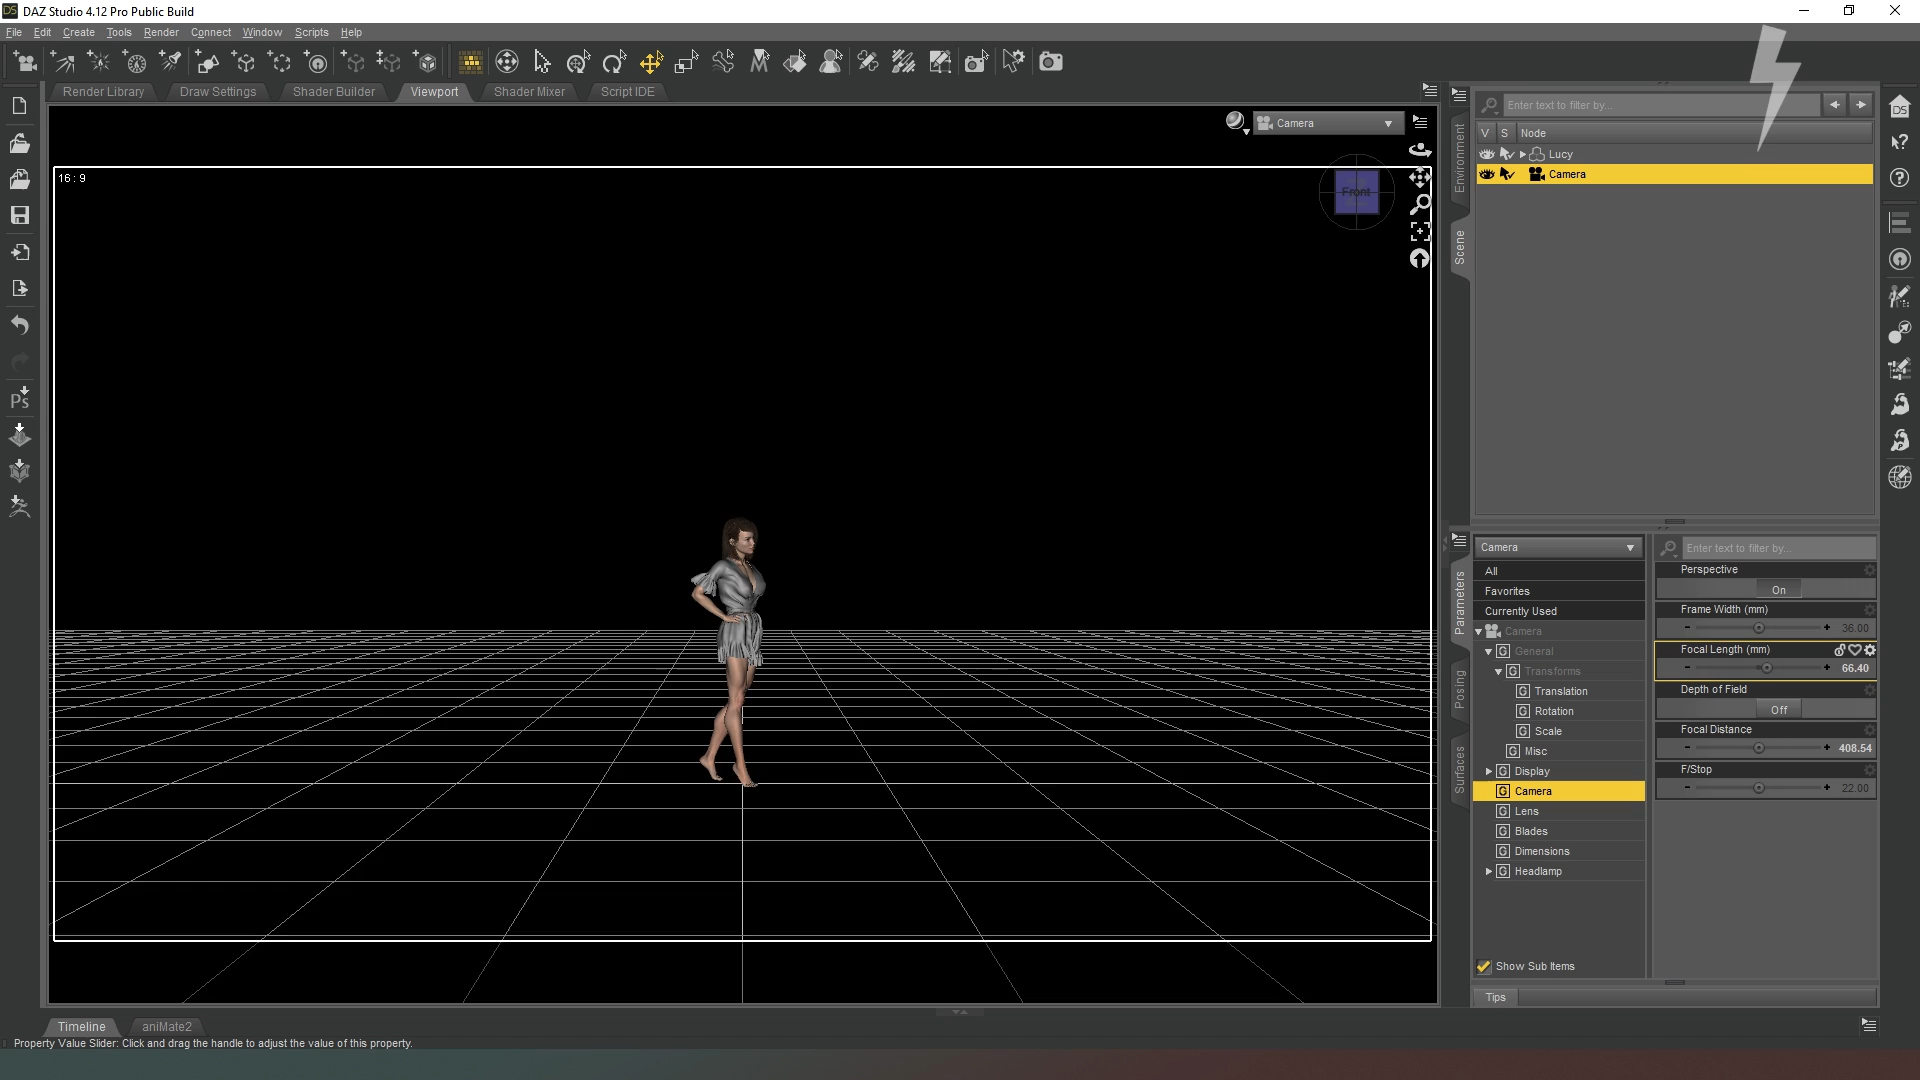 DS DAZ Studio 4.12 Pro Public Build
File Edit Create Tools Render Connect Window Scripts Help
Render Library Draw Settings Shader Builder Viewport Shader Mixer Script IDE
Camera
16 : 9
Front
Ps
Environment
Scene
Enter text to filter by...
V S Node
Lucy
Camera
DS
Parameters
Posing
Surfaces
Camera
All
Favorites
Currently Used
Camera
G General
G Transforms
G Translation
G Rotation
G Scale
G Misc
G Display
G Camera
G Lens
G Blades
G Dimensions
G Headlamp
Show Sub Items
Enter text to filter by...
Perspective
On
Frame Width (mm)
- + 36.00
Focal Length (mm)
- + 66.40
Depth of Field
Off
Focal Distance
- + 408.54
F/Stop
- + 22.00
Tips
Timeline aniMate2
Property Value Slider: Click and drag the handle to adjust the value of this property.